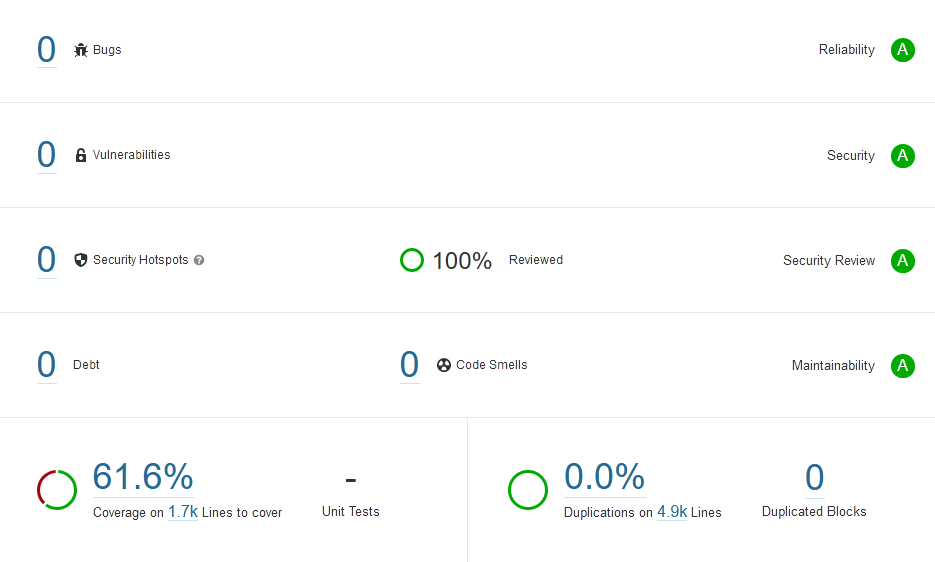 0 Bugs Reliability A
0 Vulnerabilities Security A
0 Security Hotspots ? 100% Reviewed Security Review A
0 Debt 0 Code Smells Maintainability A
61.6% - 0.0% 0
Coverage on 1.7k Lines to cover Unit Tests Duplications on 4.9k Lines Duplicated Blocks